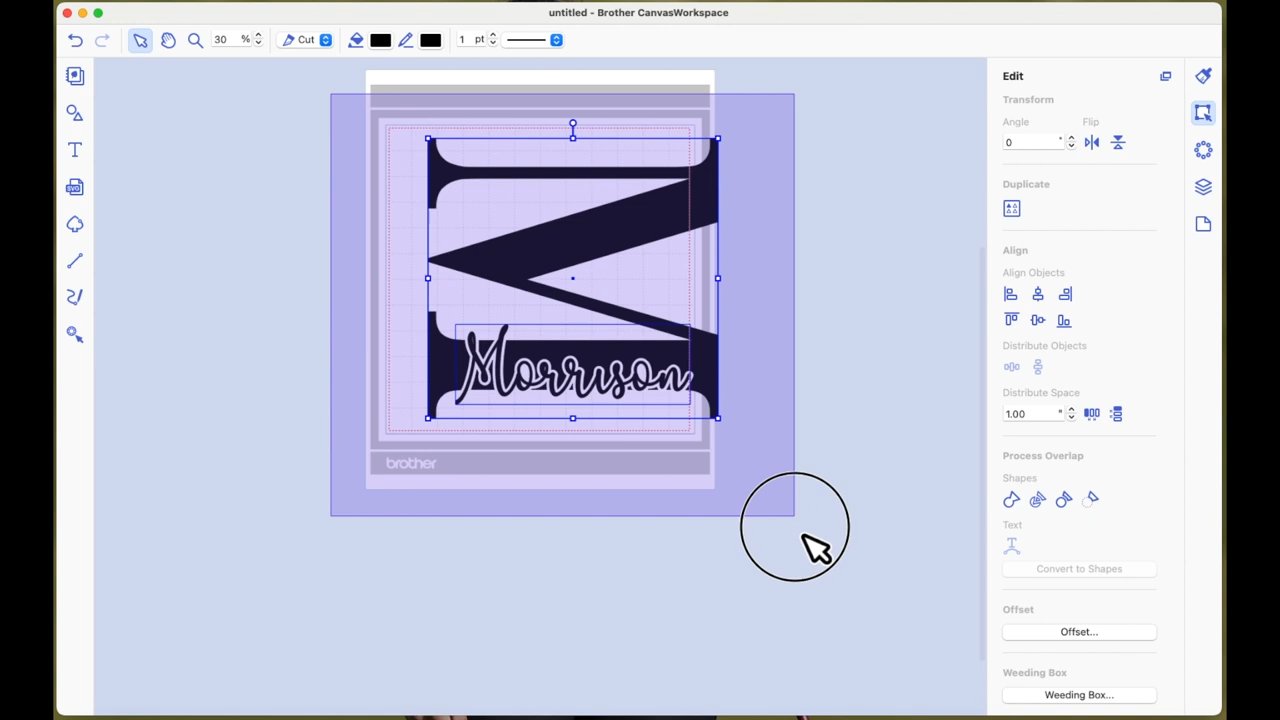 untitled - Brother CanvasWorkspace
30 % Cut 1 pt
Edit
Transform
Angle Flip
0 °
Duplicate
Align
Align Objects
Distribute Objects
Distribute Space
1.00 "
Process Overlap
Shapes
Text
Convert to Shapes
Offset
Offset...
Weeding Box
Weeding Box...
M
Morrison
brother
T
SVG